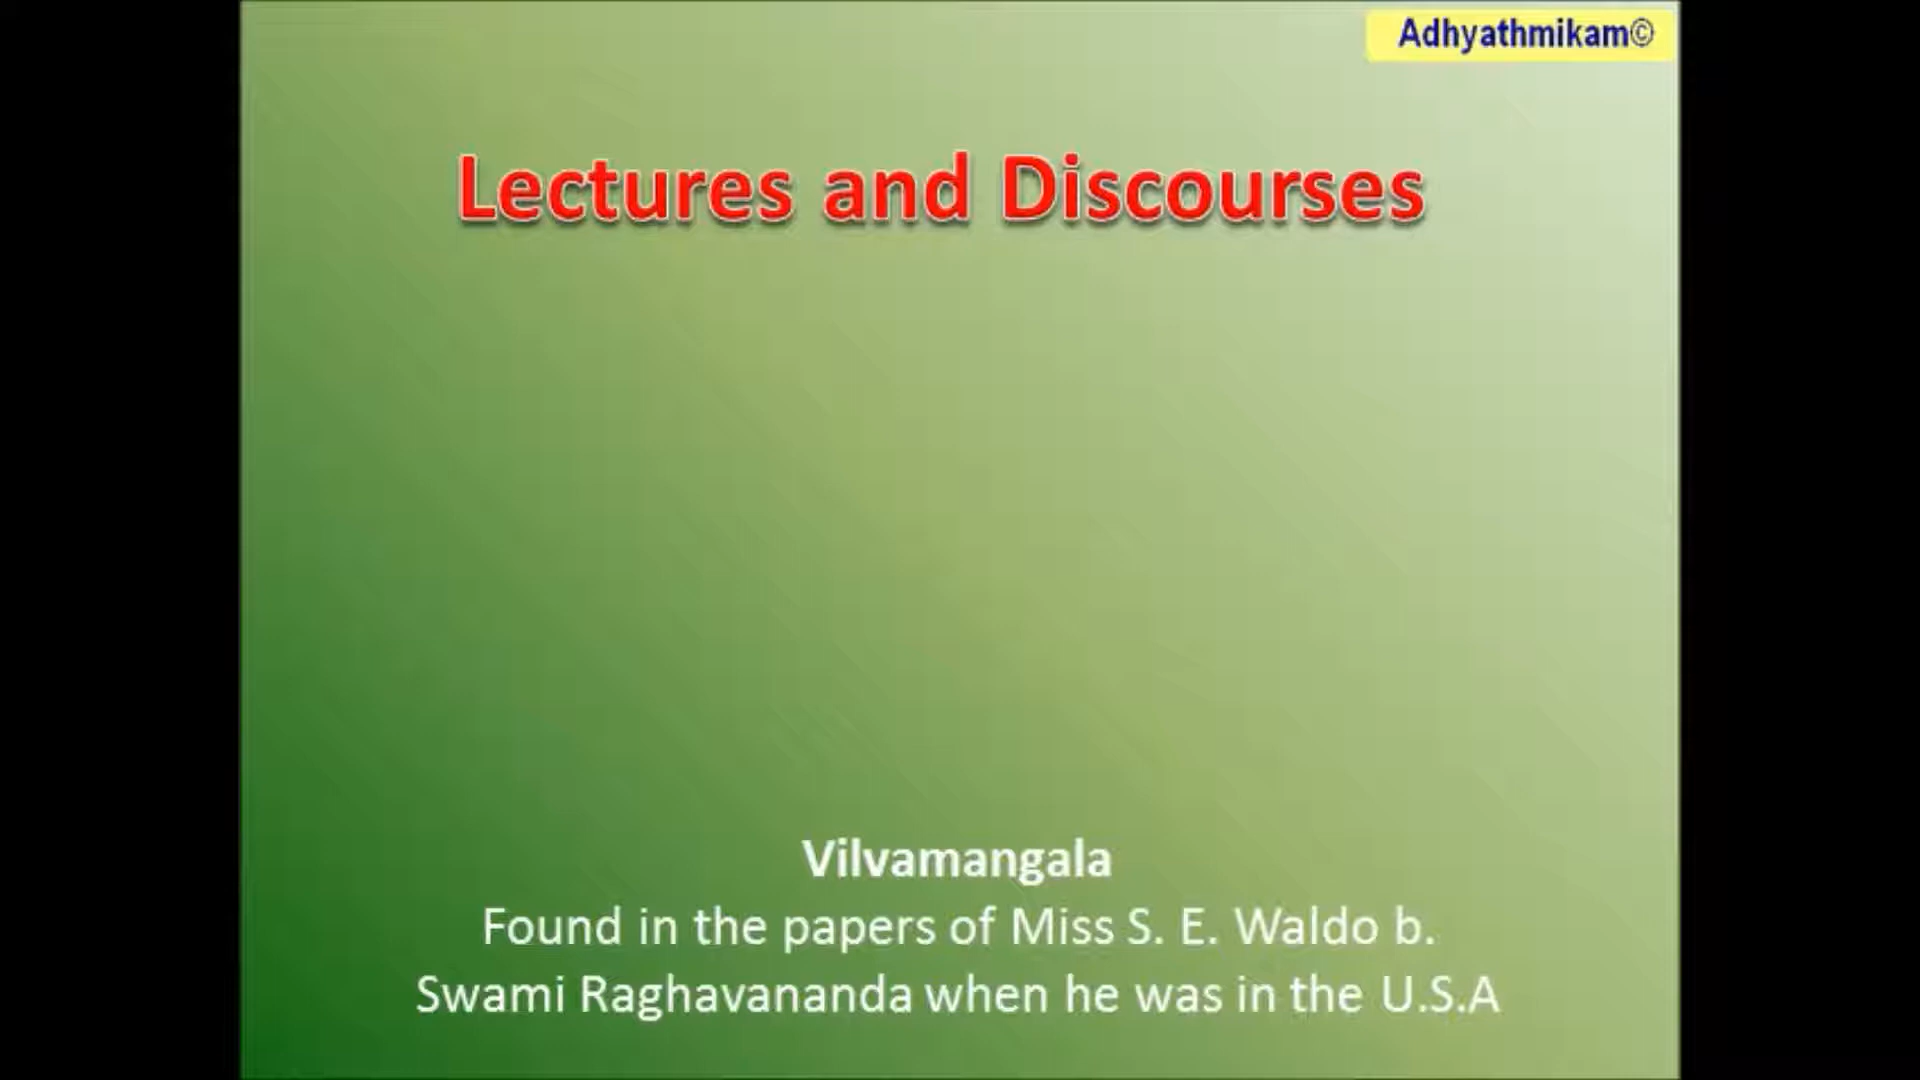 Adhyathmikam©
Lectures and Discourses
Vilvamangala
Found in the papers of Miss S. E. Waldo b.
Swami Raghavananda when he was in the U.S.A